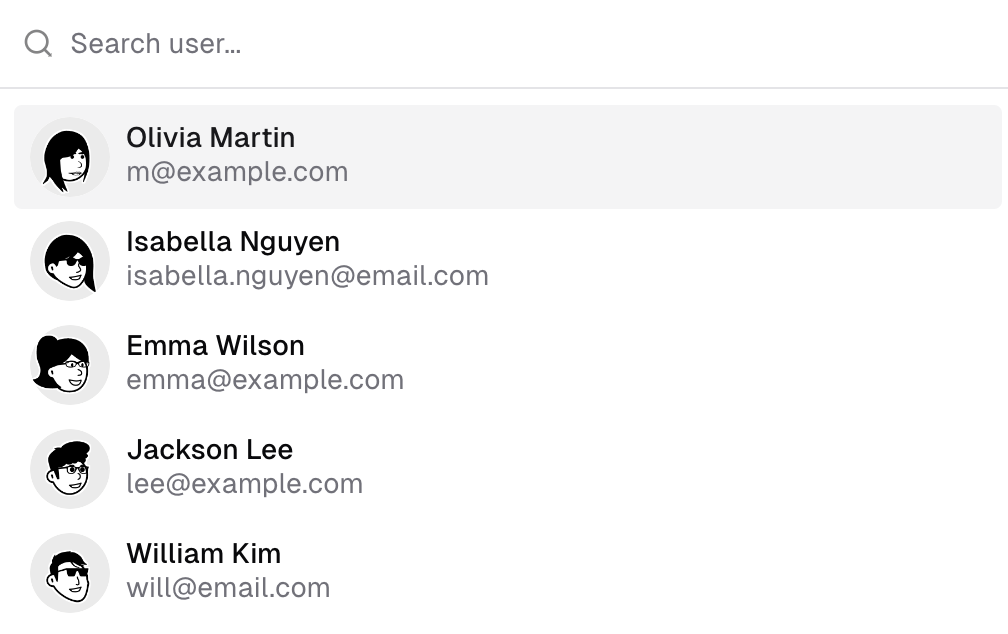 Search user...
Olivia Martin
m@example.com
Isabella Nguyen
isabella.nguyen@email.com
Emma Wilson
emma@example.com
Jackson Lee
lee@example.com
William Kim
will@email.com